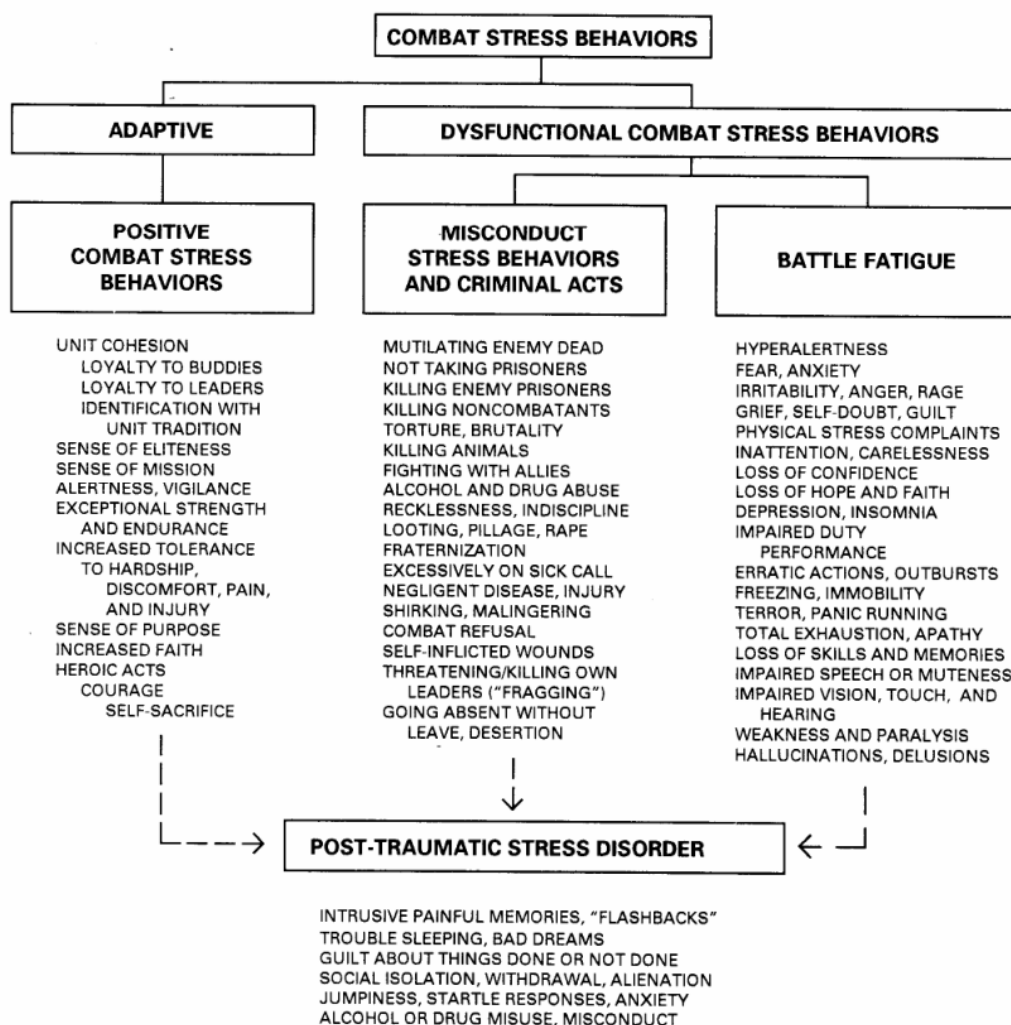 COMBAT STRESS BEHAVIORS
ADAPTIVE
DYSFUNCTIONAL COMBAT STRESS BEHAVIORS
POSITIVE
COMBAT STRESS
BEHAVIORS
MISCONDUCT
STRESS BEHAVIORS
AND CRIMINAL ACTS
BATTLE FATIGUE
UNIT COHESION
LOYALTY TO BUDDIES
LOYALTY TO LEADERS
IDENTIFICATION WITH
UNIT TRADITION
SENSE OF ELITENESS
SENSE OF MISSION
ALERTNESS, VIGILANCE
EXCEPTIONAL STRENGTH
AND ENDURANCE
INCREASED TOLERANCE
TO HARDSHIP,
DISCOMFORT, PAIN,
AND INJURY
SENSE OF PURPOSE
INCREASED FAITH
HEROIC ACTS
COURAGE
SELF-SACRIFICE
MUTILATING ENEMY DEAD
NOT TAKING PRISONERS
KILLING ENEMY PRISONERS
KILLING NONCOMBATANTS
TORTURE, BRUTALITY
KILLING ANIMALS
FIGHTING WITH ALLIES
ALCOHOL AND DRUG ABUSE
RECKLESSNESS, INDISCIPLINE
LOOTING, PILLAGE, RAPE
FRATERNIZATION
EXCESSIVELY ON SICK CALL
NEGLIGENT DISEASE, INJURY
SHIRKING, MALINGERING
COMBAT REFUSAL
SELF-INFLICTED WOUNDS
THREATENING/KILLING OWN
LEADERS ("FRAGGING")
GOING ABSENT WITHOUT
LEAVE, DESERTION
HYPERALERTNESS
FEAR, ANXIETY
IRRITABILITY, ANGER, RAGE
GRIEF, SELF-DOUBT, GUILT
PHYSICAL STRESS COMPLAINTS
INATTENTION, CARELESSNESS
LOSS OF CONFIDENCE
LOSS OF HOPE AND FAITH
DEPRESSION, INSOMNIA
IMPAIRED DUTY
PERFORMANCE
ERRATIC ACTIONS, OUTBURSTS
FREEZING, IMMOBILITY
TERROR, PANIC RUNNING
TOTAL EXHAUSTION, APATHY
LOSS OF SKILLS AND MEMORIES
IMPAIRED SPEECH OR MUTENESS
IMPAIRED VISION, TOUCH, AND
HEARING
WEAKNESS AND PARALYSIS
HALLUCINATIONS, DELUSIONS
POST-TRAUMATIC STRESS DISORDER
INTRUSIVE PAINFUL MEMORIES, "FLASHBACKS"
TROUBLE SLEEPING, BAD DREAMS
GUILT ABOUT THINGS DONE OR NOT DONE
SOCIAL ISOLATION, WITHDRAWAL, ALIENATION
JUMPINESS, STARTLE RESPONSES, ANXIETY
ALCOHOL OR DRUG MISUSE, MISCONDUCT